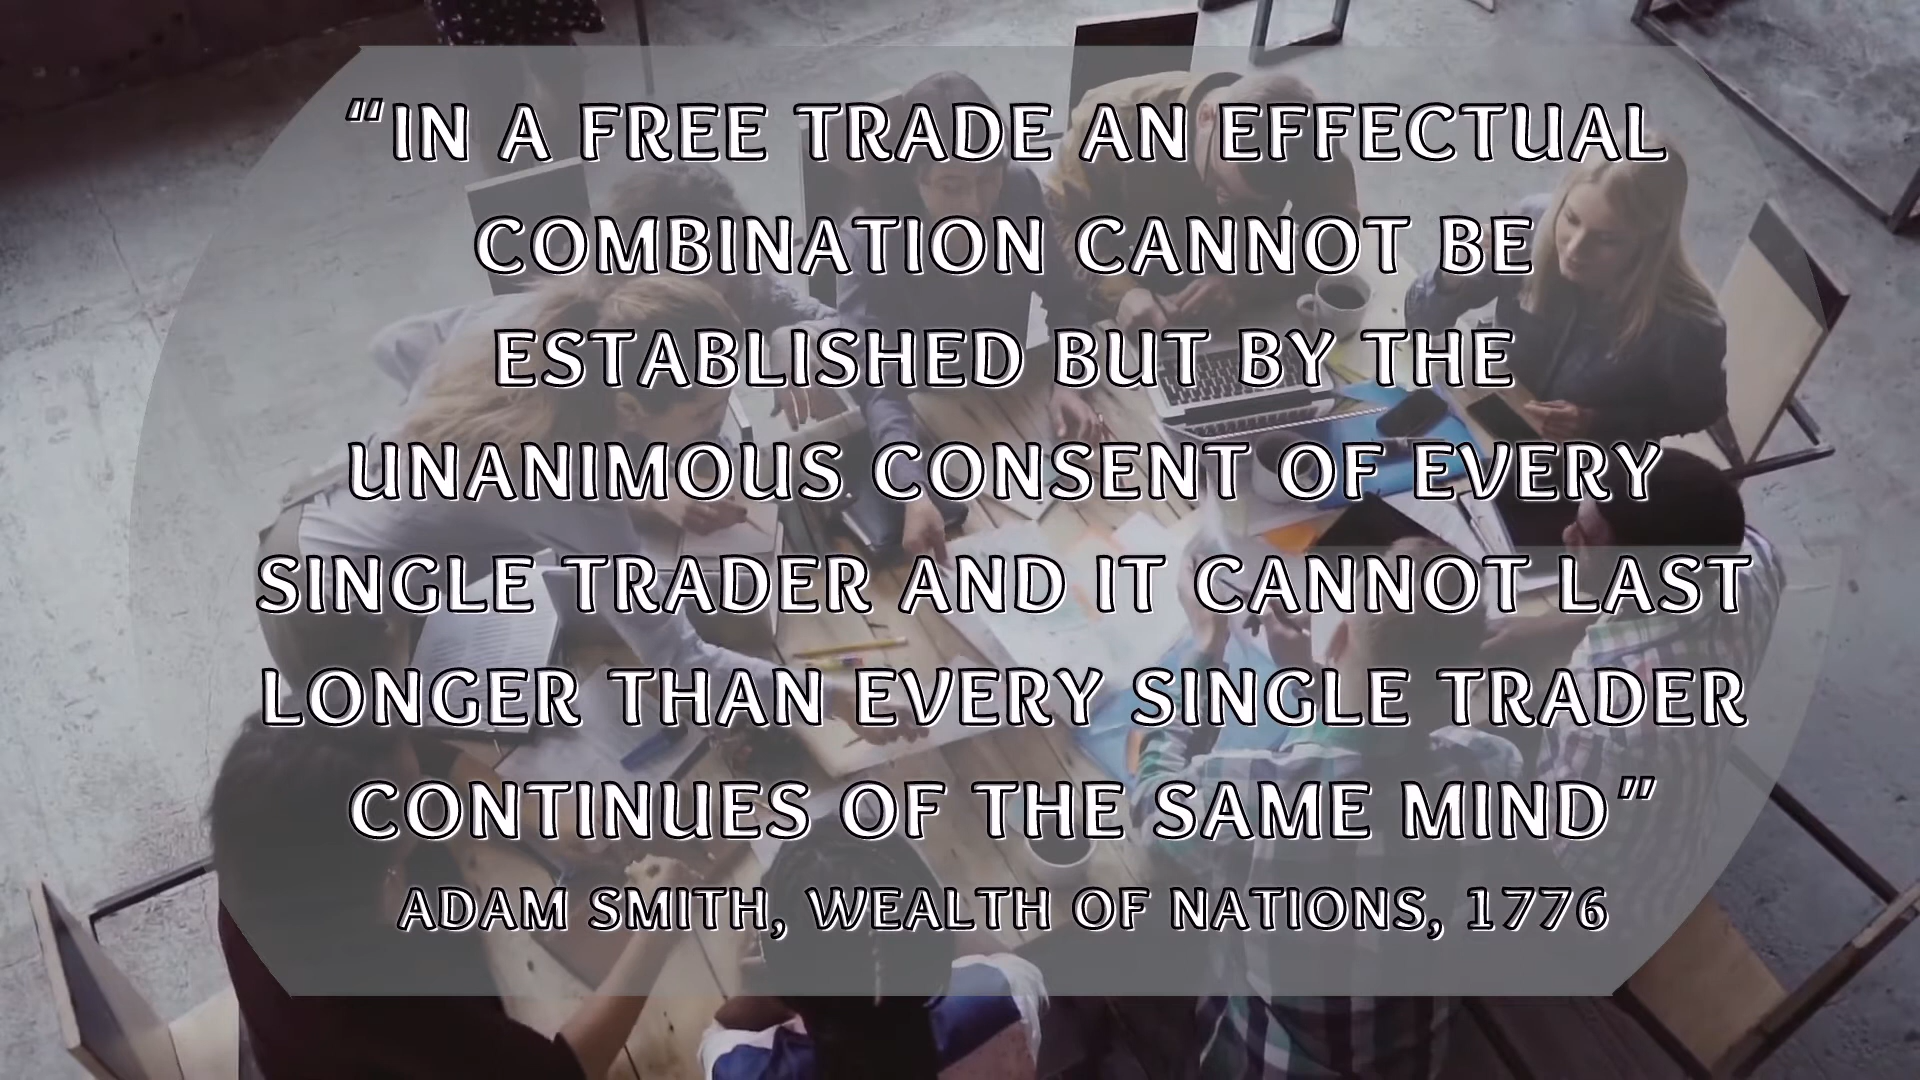 “IN A FREE TRADE AN EFFECTUAL
COMBINATION CANNOT BE
ESTABLISHED BUT BY THE
UNANIMOUS CONSENT OF EVERY
SINGLE TRADER AND IT CANNOT LAST
LONGER THAN EVERY SINGLE TRADER
CONTINUES OF THE SAME MIND”
ADAM SMITH, WEALTH OF NATIONS, 1776